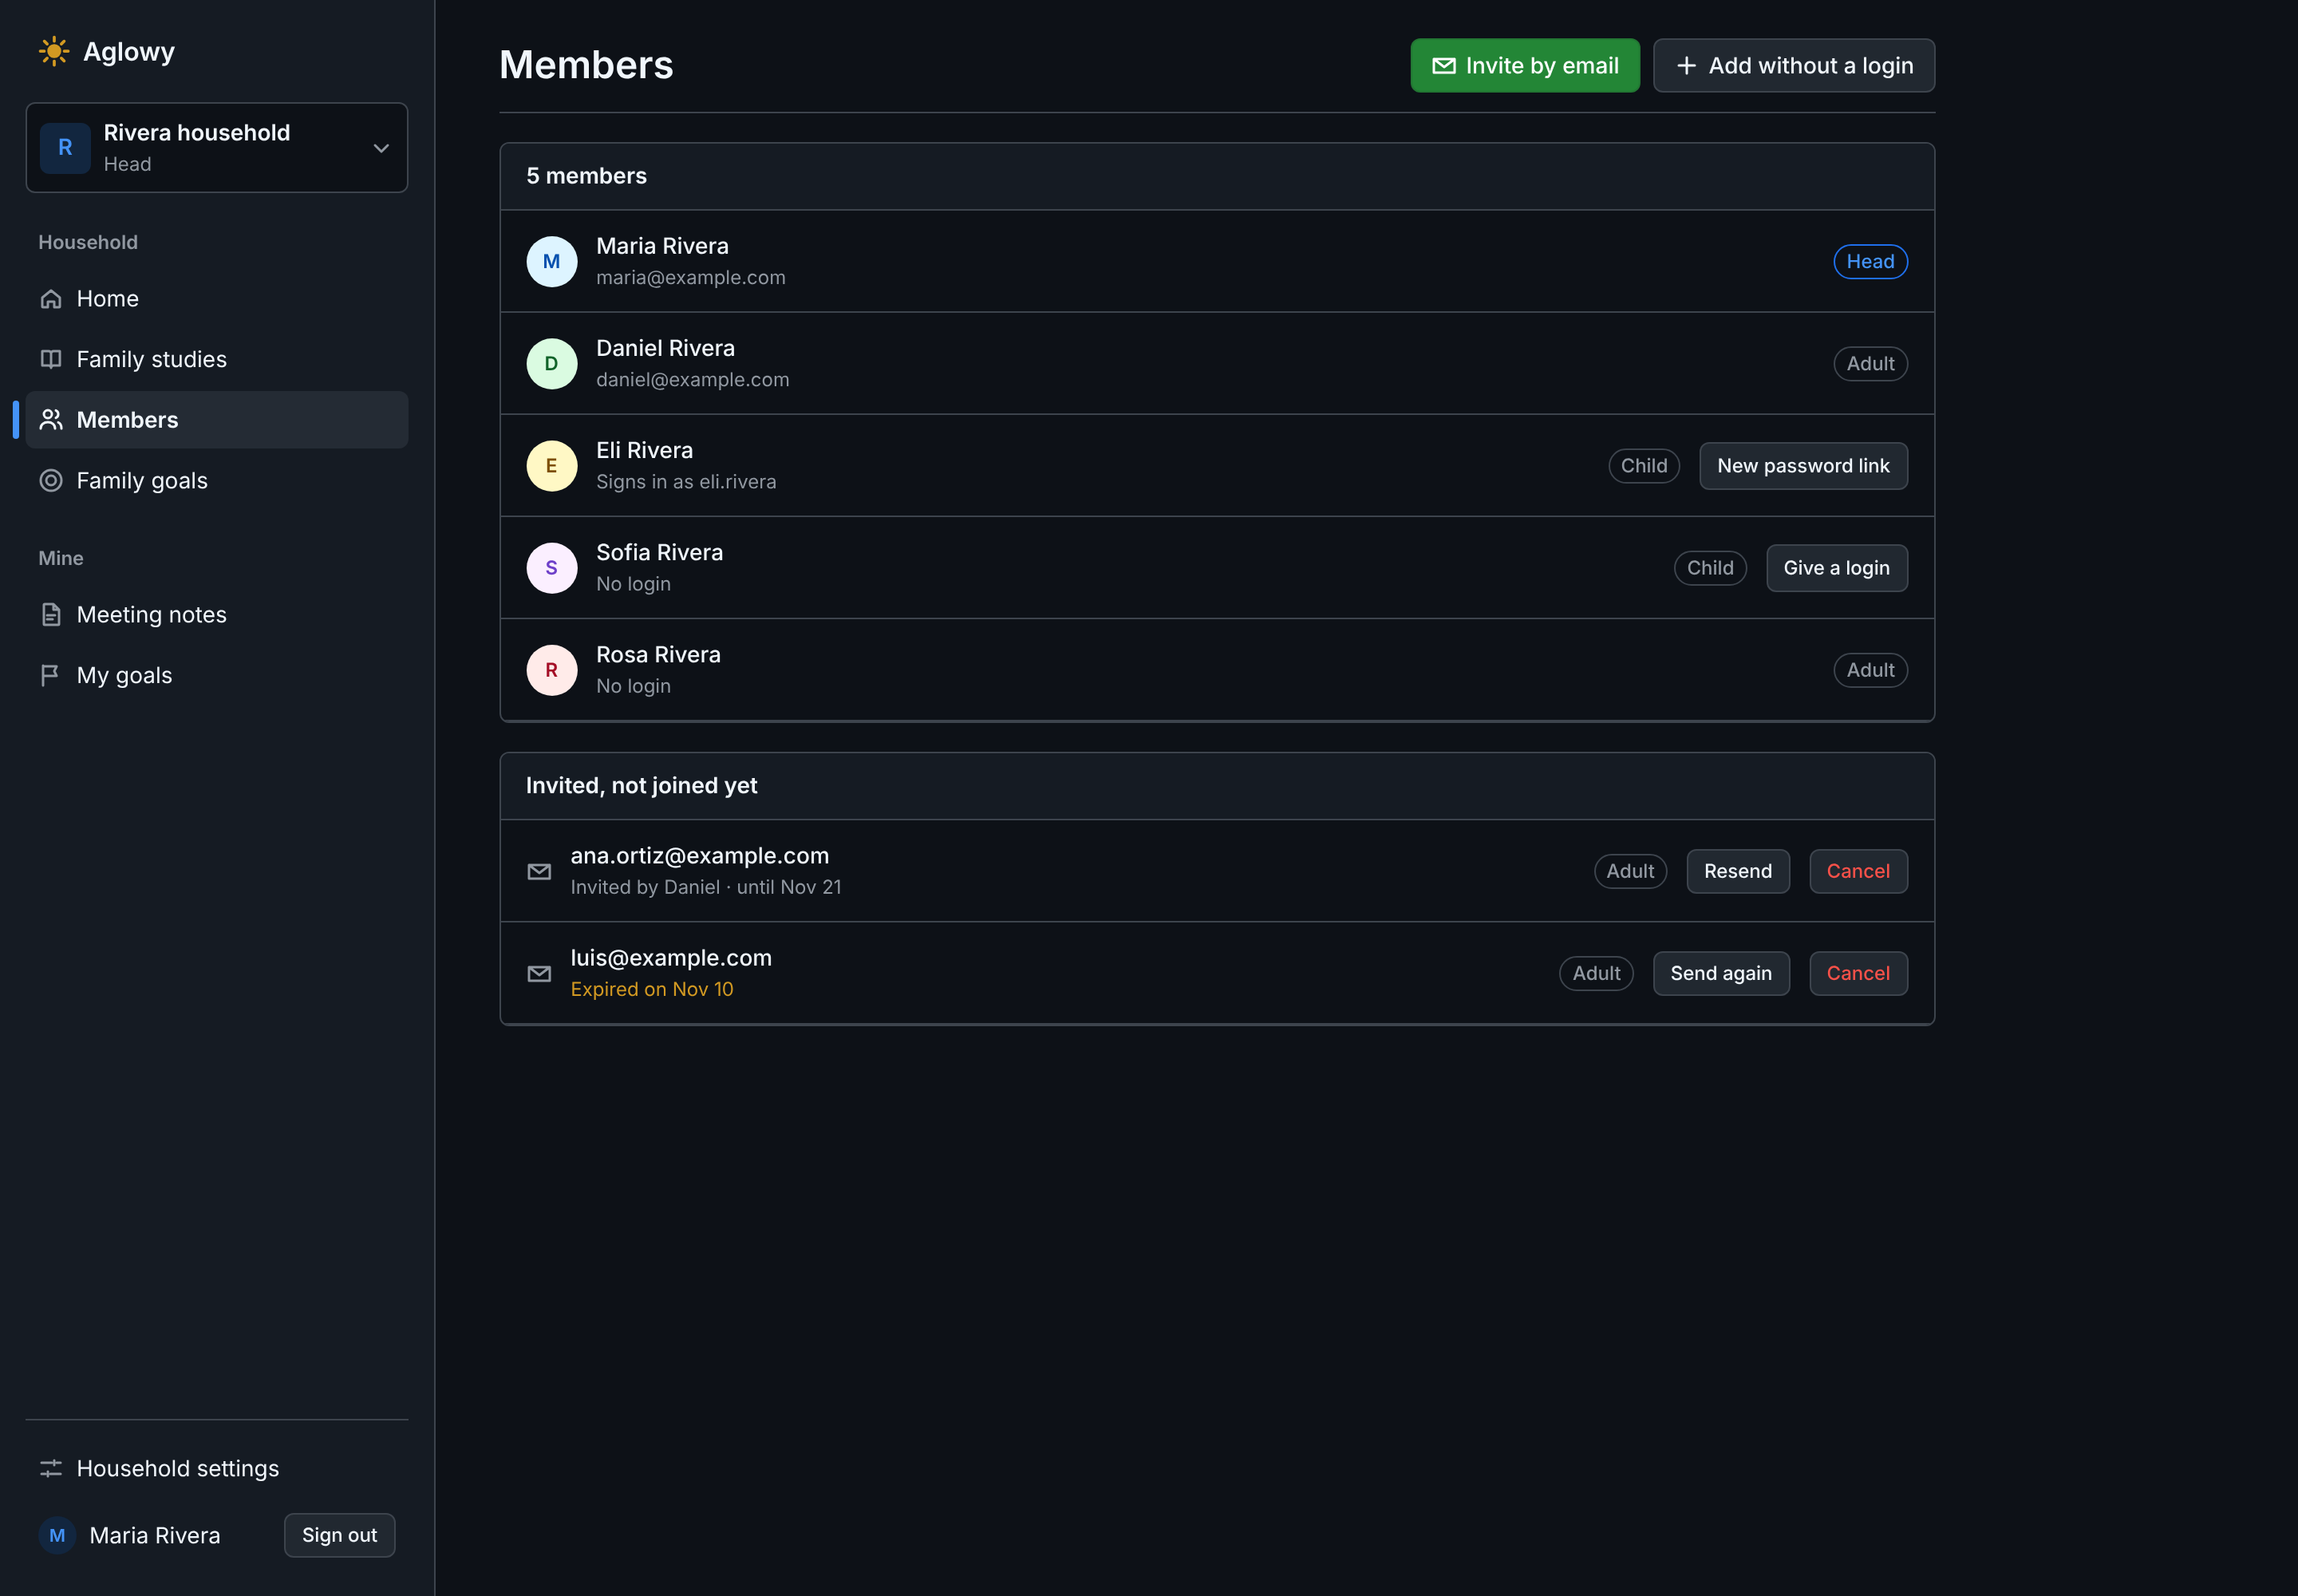 Aglowy
R
Rivera household
Head
Household
Home
Family studies
Members
Family goals
Mine
Meeting notes
My goals
Household settings
M
Maria Rivera
Sign out
Members
Invite by email
Add without a login
5 members
M
Maria Rivera
maria@example.com
Head
D
Daniel Rivera
daniel@example.com
Adult
E
Eli Rivera
Signs in as eli.rivera
Child
New password link
S
Sofia Rivera
No login
Child
Give a login
R
Rosa Rivera
No login
Adult
Invited, not joined yet
ana.ortiz@example.com
Invited by Daniel · until Nov 21
Adult
Resend
Cancel
luis@example.com
Expired on Nov 10
Adult
Send again
Cancel